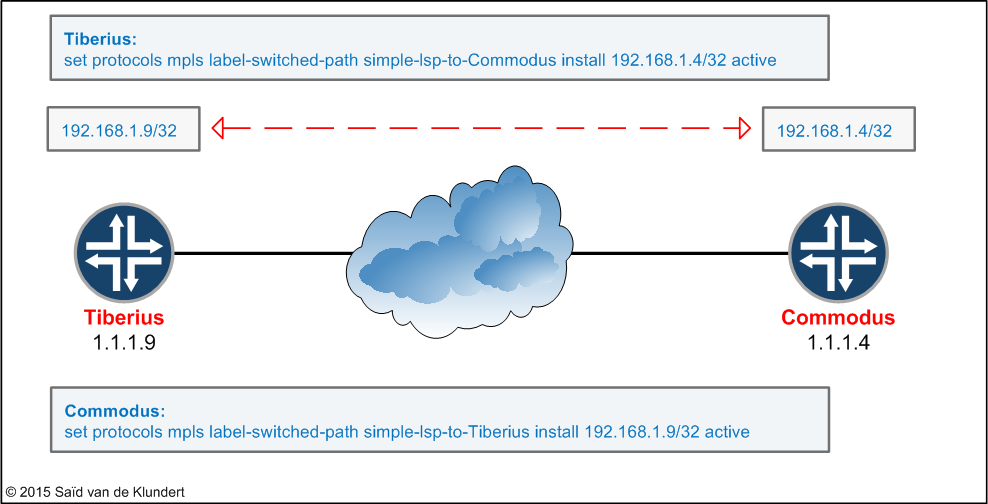 Tiberius:
set protocols mpls label-switched-path simple-lsp-to-Commodus install 192.168.1.4/32 active
192.168.1.9/32
192.168.1.4/32
Tiberius
1.1.1.9
Commodus
1.1.1.4
Commodus:
set protocols mpls label-switched-path simple-lsp-to-Tiberius install 192.168.1.9/32 active
© 2015 Saïd van de Klundert